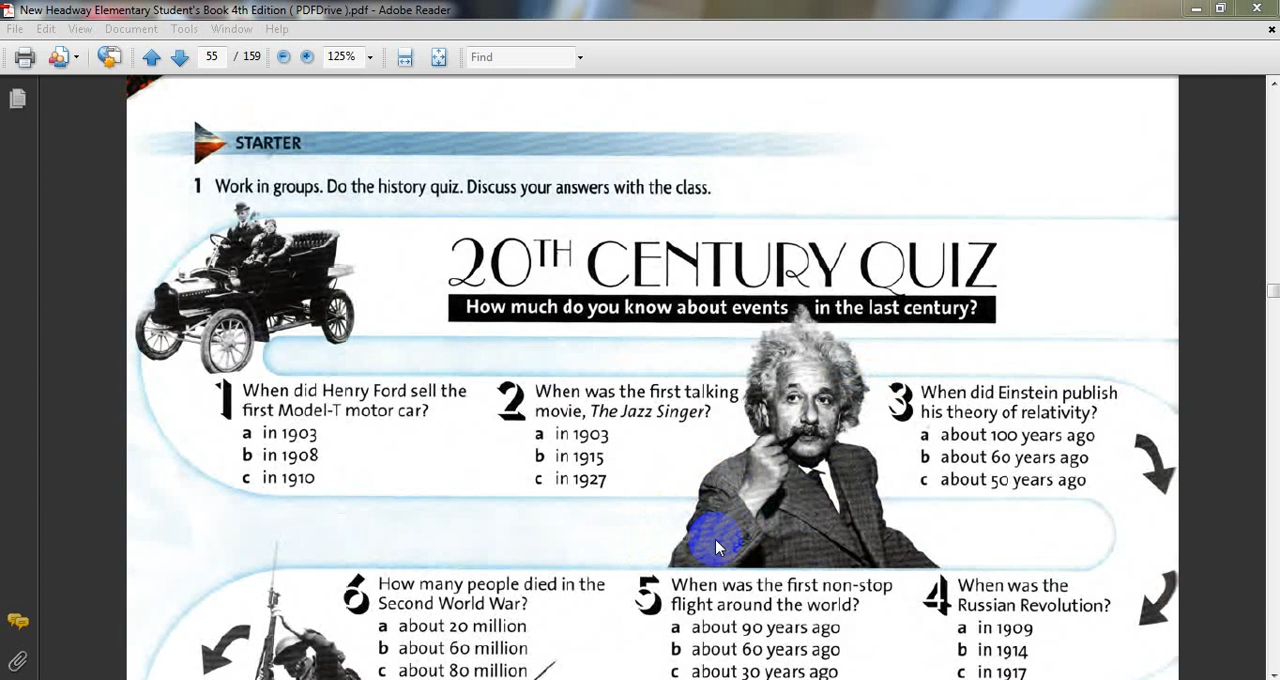 New Headway Elementary Student's Book 4th Edition ( PDFDrive ).pdf - Adobe Reader
File Edit View Document Tools Window Help
55 / 159 125% Find
STARTER
1 Work in groups. Do the history quiz. Discuss your answers with the class.
20TH CENTURY QUIZ
How much do you know about events in the last century?
1 When did Henry Ford sell the
first Model-T motor car?
a in 1903
b in 1908
c in 1910
2 When was the first talking
movie, The Jazz Singer?
a in 1903
b in 1915
c in 1927
3 When did Einstein publish
his theory of relativity?
a about 100 years ago
b about 60 years ago
c about 50 years ago
4 When was the
Russian Revolution?
a in 1909
b in 1914
c in 1917
5 When was the first non-stop
flight around the world?
a about 90 years ago
b about 60 years ago
c about 30 years ago
6 How many people died in the
Second World War?
a about 20 million
b about 60 million
c about 80 million